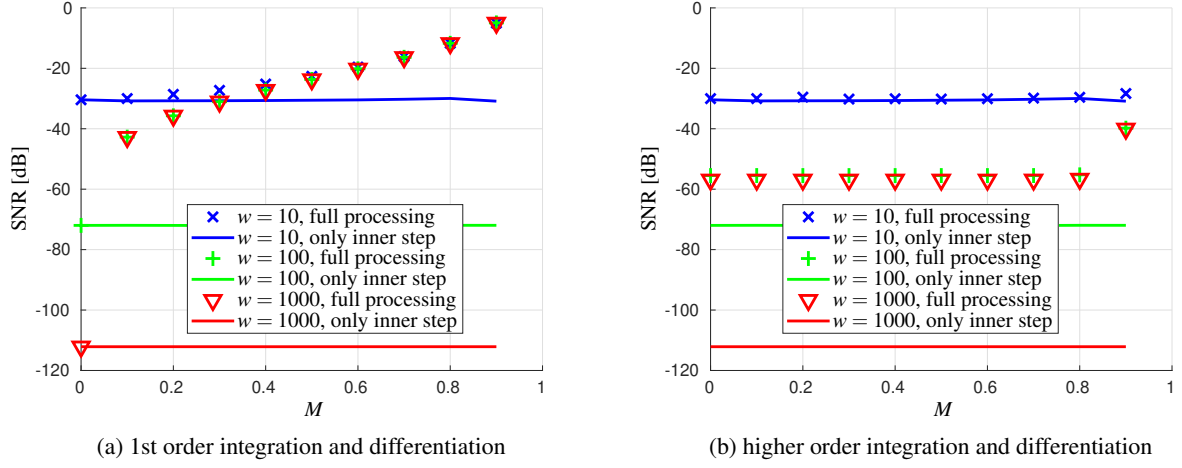 0
-20
-40
-60
-80
-100
-120
SNR [dB]
w = 10, full processing
w = 10, only inner step
w = 100, full processing
w = 100, only inner step
w = 1000, full processing
w = 1000, only inner step
0 0.2 0.4 0.6 0.8 1
M
(a) 1st order integration and differentiation
0
-20
-40
-60
-80
-100
-120
SNR [dB]
w = 10, full processing
w = 10, only inner step
w = 100, full processing
w = 100, only inner step
w = 1000, full processing
w = 1000, only inner step
0 0.2 0.4 0.6 0.8 1
M
(b) higher order integration and differentiation